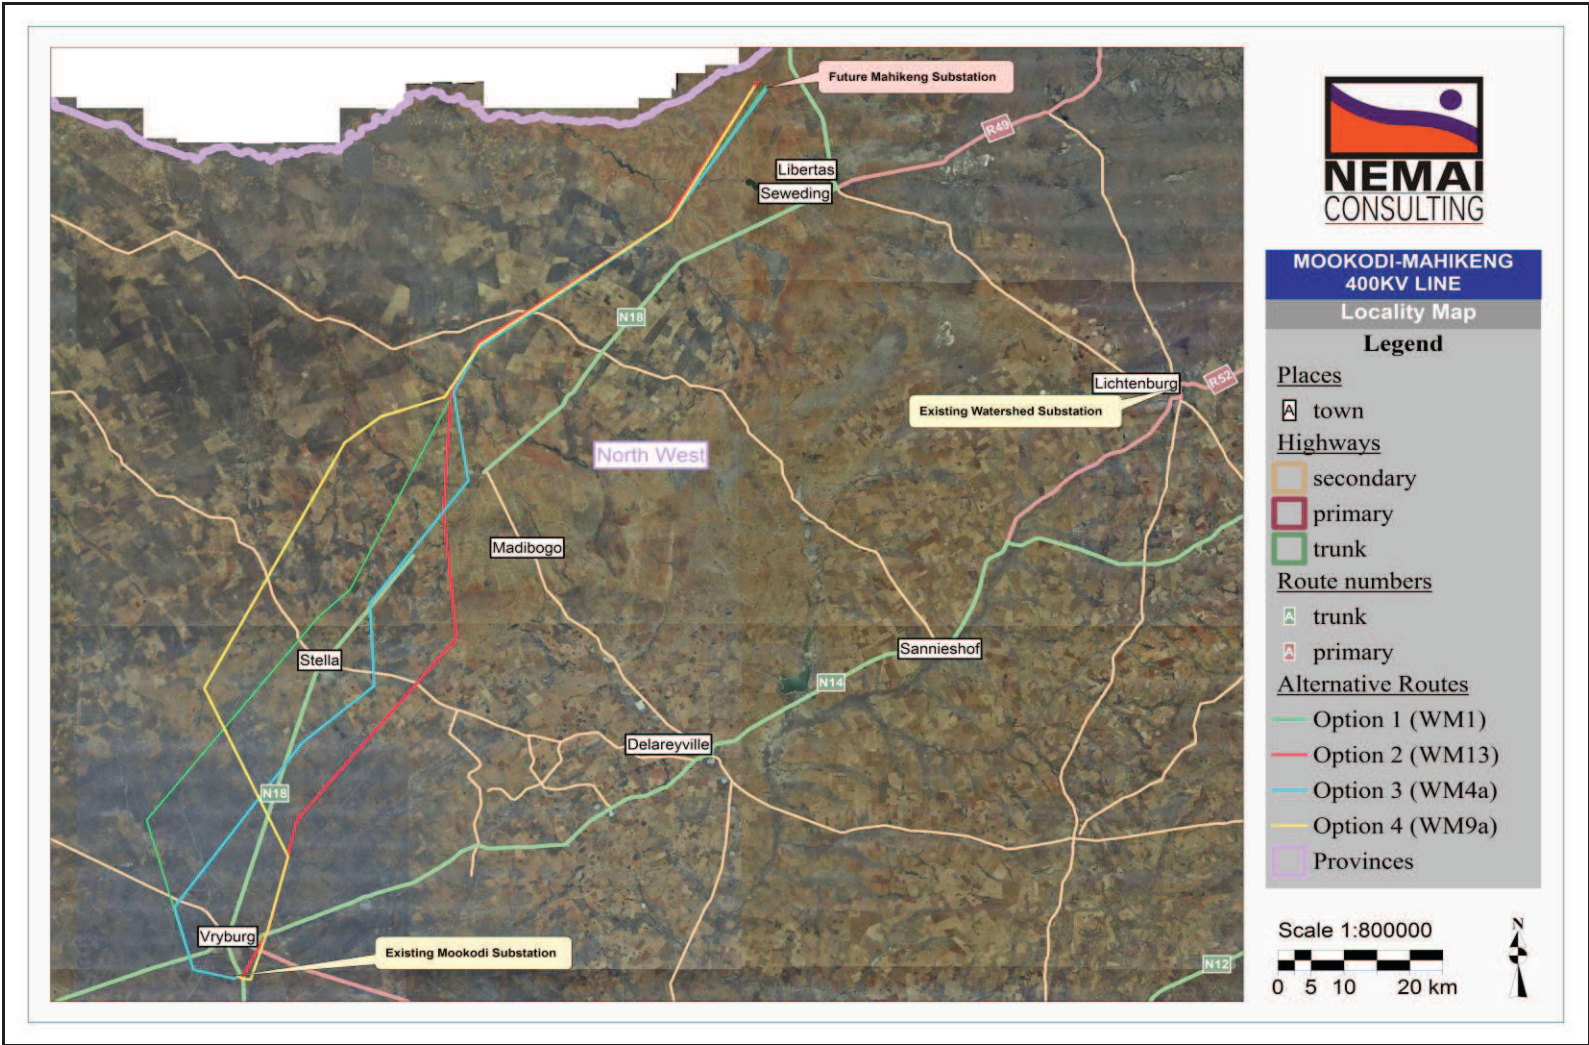 Future Mahikeng Substation
R49
Libertas
Seweding
N18
Lichtenburg
R52
Existing Watershed Substation
North West
Madibogo
Stella
Sannieshof
N14
Delareyville
N18
Vryburg
Existing Mookodi Substation
N12
NEMAI
CONSULTING
MOOKODI-MAHIKENG
400KV LINE
Locality Map
Legend
Places
A town
Highways
secondary
primary
trunk
Route numbers
A trunk
A primary
Alternative Routes
Option 1 (WM1)
Option 2 (WM13)
Option 3 (WM4a)
Option 4 (WM9a)
Provinces
Scale 1:800000
N
0 5 10 20 km